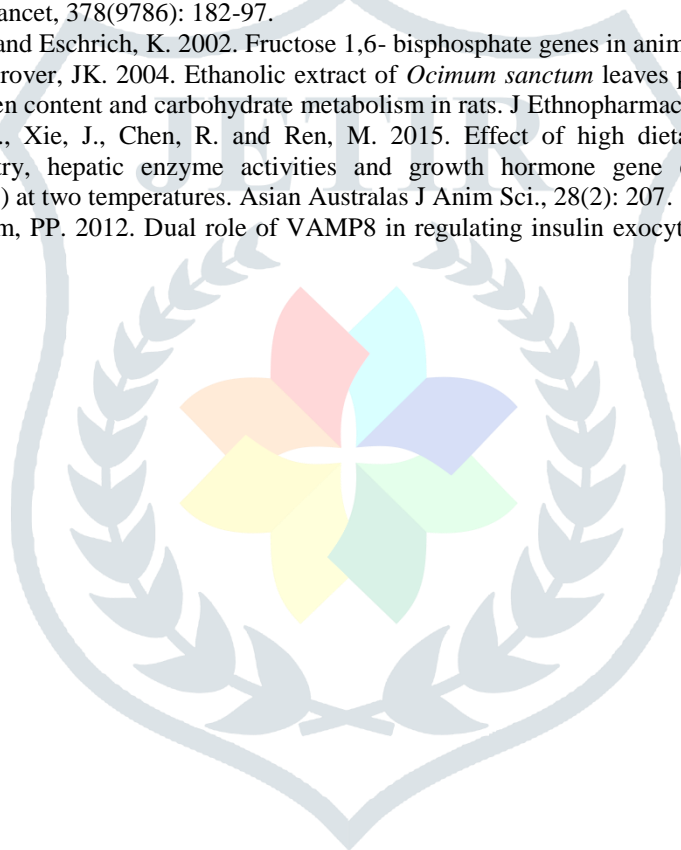 ancet, 378(9786): 182-97.
and Eschrich, K. 2002. Fructose 1,6- bisphosphate genes in anim
rover, JK. 2004. Ethanolic extract of Ocimum sanctum leaves p
en content and carbohydrate metabolism in rats. J Ethnopharmac
., Xie, J., Chen, R. and Ren, M. 2015. Effect of high dieta
try, hepatic enzyme activities and growth hormone gene
) at two temperatures. Asian Australas J Anim Sci., 28(2): 207.
m, PP. 2012. Dual role of VAMP8 in regulating insulin exocyt
JETIR